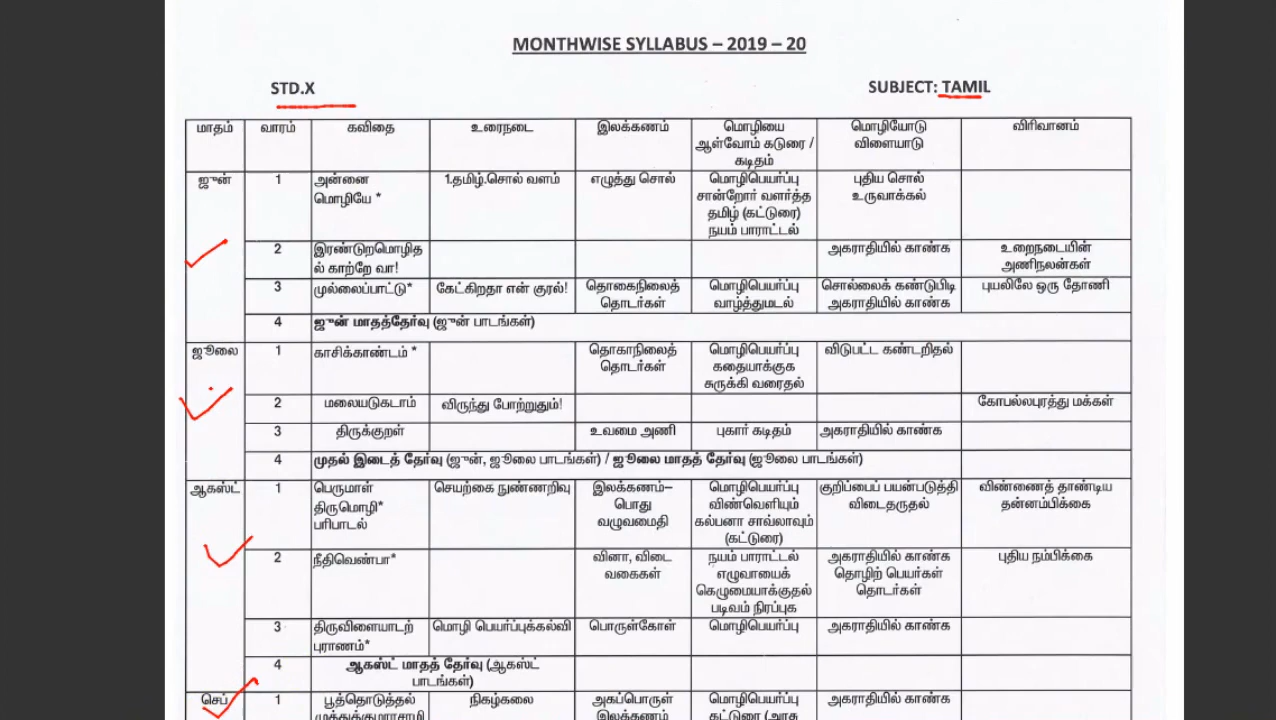 MONTHWISE SYLLABUS – 2019 – 20
STD.X
SUBJECT: TAMIL
மாதம் வாரம் கவிதை உரைநடை இலக்கணம் மொழியை மொழியோடு விரிவானம்
ஆள்வோம் கடுரை / விளையாடு
கடிதம்
ஜுன் 1 அன்னை 1.தமிழ்.சொல் வளம் எழுத்து சொல் மொழிபெயர்ப்பு புதிய சொல்
மொழியே * சான்றோர் வளர்த்த உருவாக்கல்
தமிழ் (கட்டுரை)
நயம் பாராட்டல்
2 இரண்டுறமொழித அகராதியில் காண்க உறைநடையின்
ல் காற்றே வா! அணிநலன்கள்
3 முல்லைப்பாட்டு* கேட்கிறதா என் குரல்! தொகைநிலைத் மொழிபெயர்ப்பு சொல்லைக் கண்டுபிடி புயலிலே ஒரு தோணி
தொடர்கள் வாழ்த்துமடல் அகராதியில் காண்க
4 ஜுன் மாதத்தேர்வு (ஜுன் பாடங்கள்)
ஜூலை 1 காசிக்காண்டம் * தொகாநிலைத் மொழிபெயர்ப்பு விடுபட்ட கண்டறிதல்
தொடர்கள் கதையாக்குக
சுருக்கி வரைதல்
2 மலையடுகடாம் விருந்து போற்றுதும்! கோபல்லபுரத்து மக்கள்
3 திருக்குறள் உவமை அணி புகார் கடிதம் அகராதியில் காண்க
4 முதல் இடைத் தேர்வு (ஜுன், ஜூலை பாடங்கள்) / ஜூலை மாதத் தேர்வு (ஜூலை பாடங்கள்)
ஆகஸ்ட் 1 பெருமாள் செயற்கை நுண்ணறிவு இலக்கணம்– மொழிபெயர்ப்பு குறிப்பைப் பயன்படுத்தி விண்ணைத் தாண்டிய
திருமொழி* பொது விண்வெளியும் விடைதருதல் தன்னம்பிக்கை
பரிபாடல் வழுவமைதி கல்பனா சாவ்லாவும்
(கட்டுரை)
2 நீதிவெண்பா* வினா, விடை நயம் பாராட்டல் அகராதியில் காண்க புதிய நம்பிக்கை
வகைகள் எழுவாயைக் தொழிற் பெயர்கள்
கெழுமையாக்குதல் தொடர்கள்
படிவம் நிரப்புக
3 திருவிளையாடற் மொழி பெயர்ப்புக்கல்வி பொருள்கோள் மொழிபெயர்ப்பு அகராதியில் காண்க
புராணம்*
4 ஆகஸ்ட் மாதத் தேர்வு (ஆகஸ்ட்
பாடங்கள்)
செப் 1 பூத்தொடுத்தல் நிகழ்கலை அகப்பொருள் மொழிபெயர்ப்பு அகராதியில் காண்க
முத்துக்குமாரசாமி இலக்கணம் கட்டுரை (அரசு